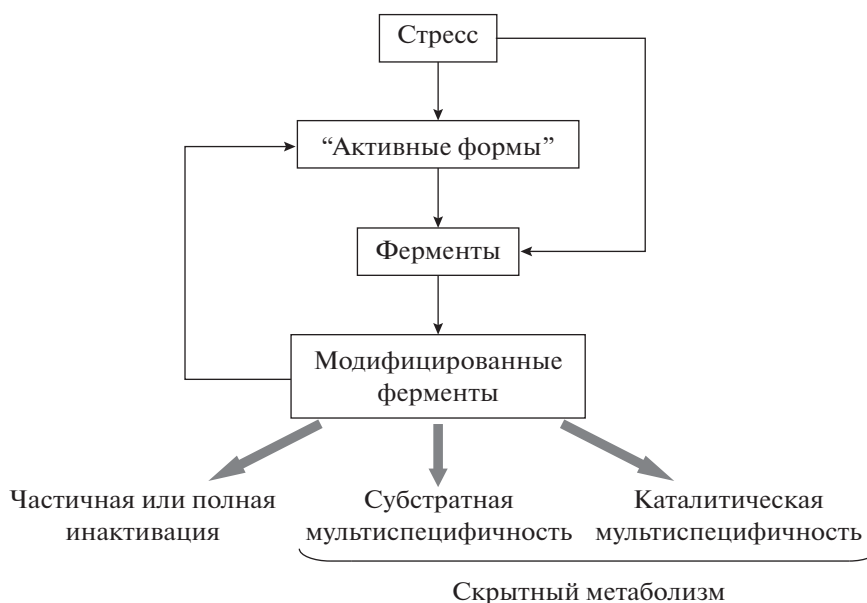 Стресс
“Активные формы”
Ферменты
Модифицированные
ферменты
Частичная или полная
инактивация
Субстратная
мультиспецифичность
Каталитическая
мультиспецифичность
Скрытный метаболизм